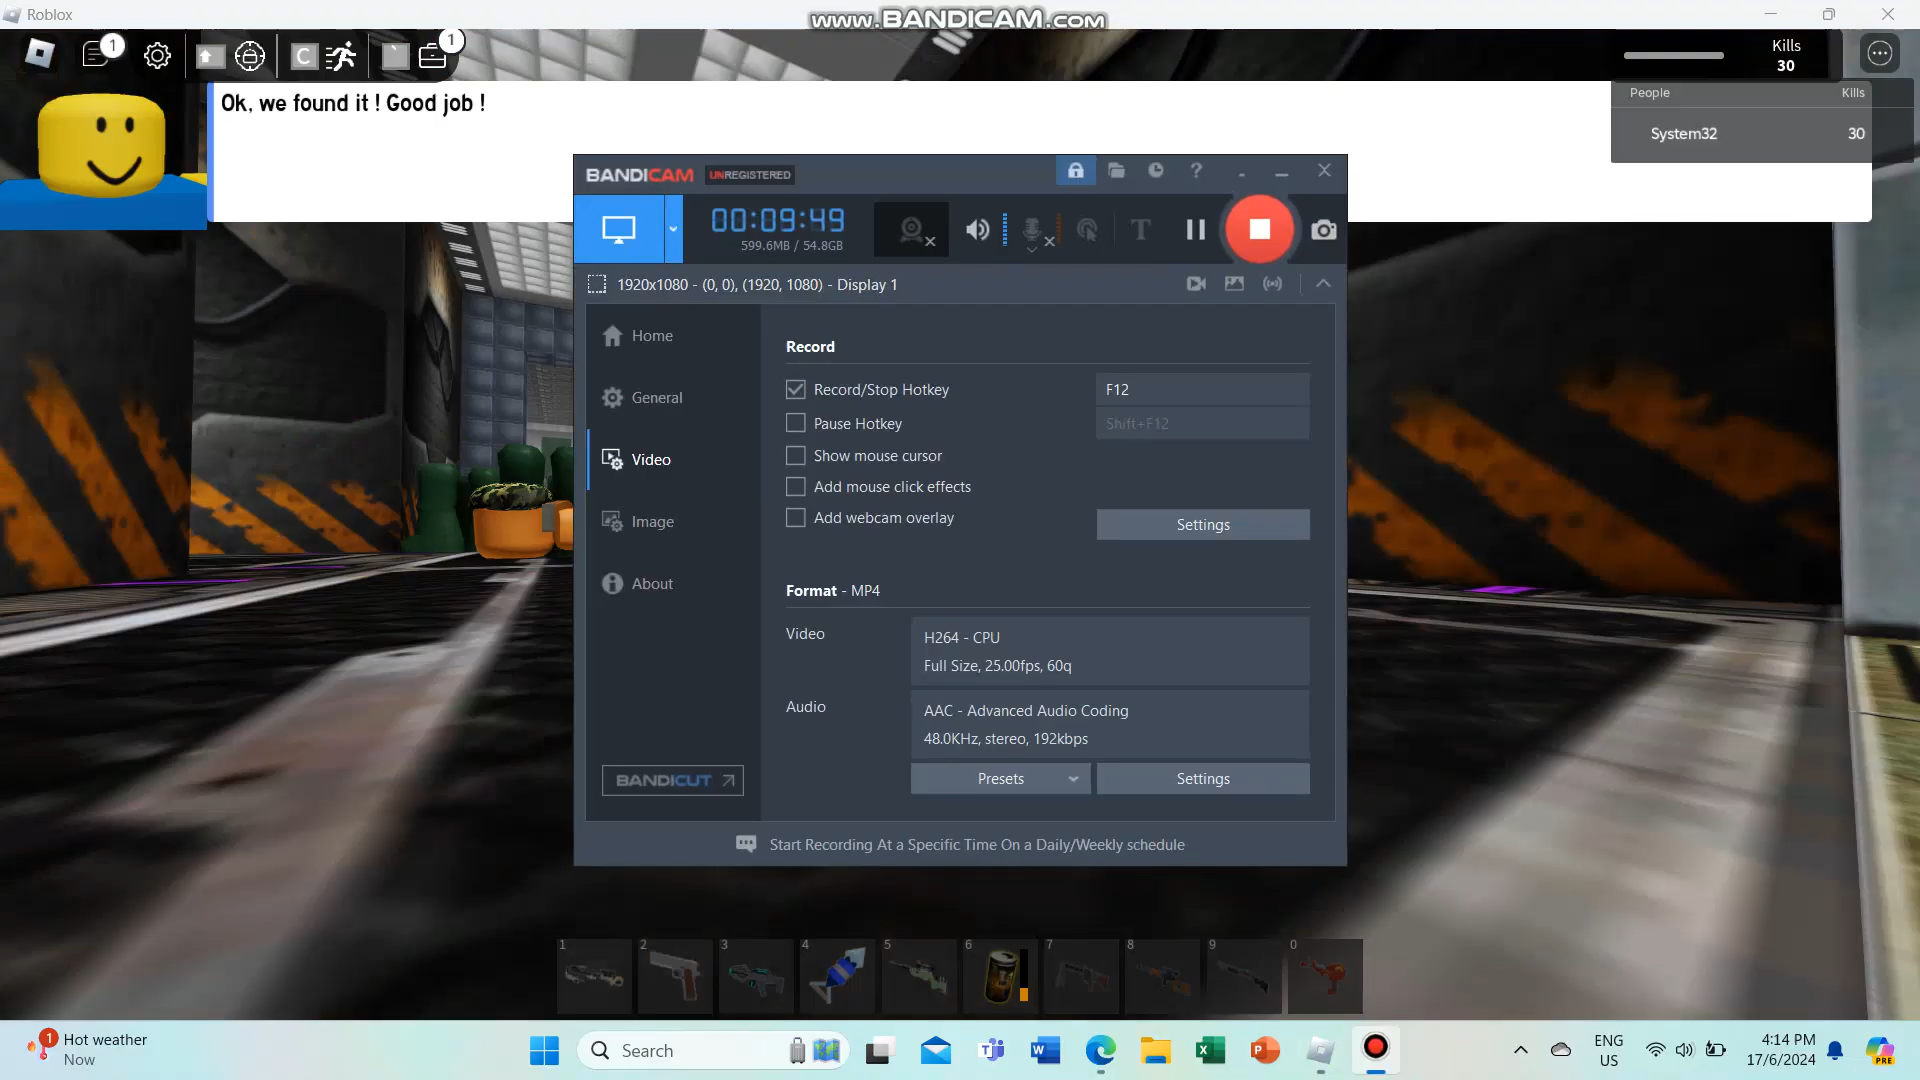 Roblox
www.BANDICAM.com
1
C
1
Kills
30
People
Kills
System32
30
Ok, we found it ! Good job !
BANDICAM
UNREGISTERED
?
00:09:49
599.6MB / 54.8GB
T
1920x1080 - (0, 0), (1920, 1080) - Display 1
Home
General
Video
Image
About
BANDICUT
Record
Record/Stop Hotkey
F12
Pause Hotkey
Shift+F12
Show mouse cursor
Add mouse click effects
Add webcam overlay
Settings
Format - MP4
Video
H264 - CPU
Full Size, 25.00fps, 60q
Audio
AAC - Advanced Audio Coding
48.0KHz, stereo, 192kbps
Presets
Settings
Start Recording At a Specific Time On a Daily/Weekly schedule
1 2 3 4 5 6 7 8 9 0
1
Hot weather
Now
Search
ENG
US
4:14 PM
17/6/2024
PRE